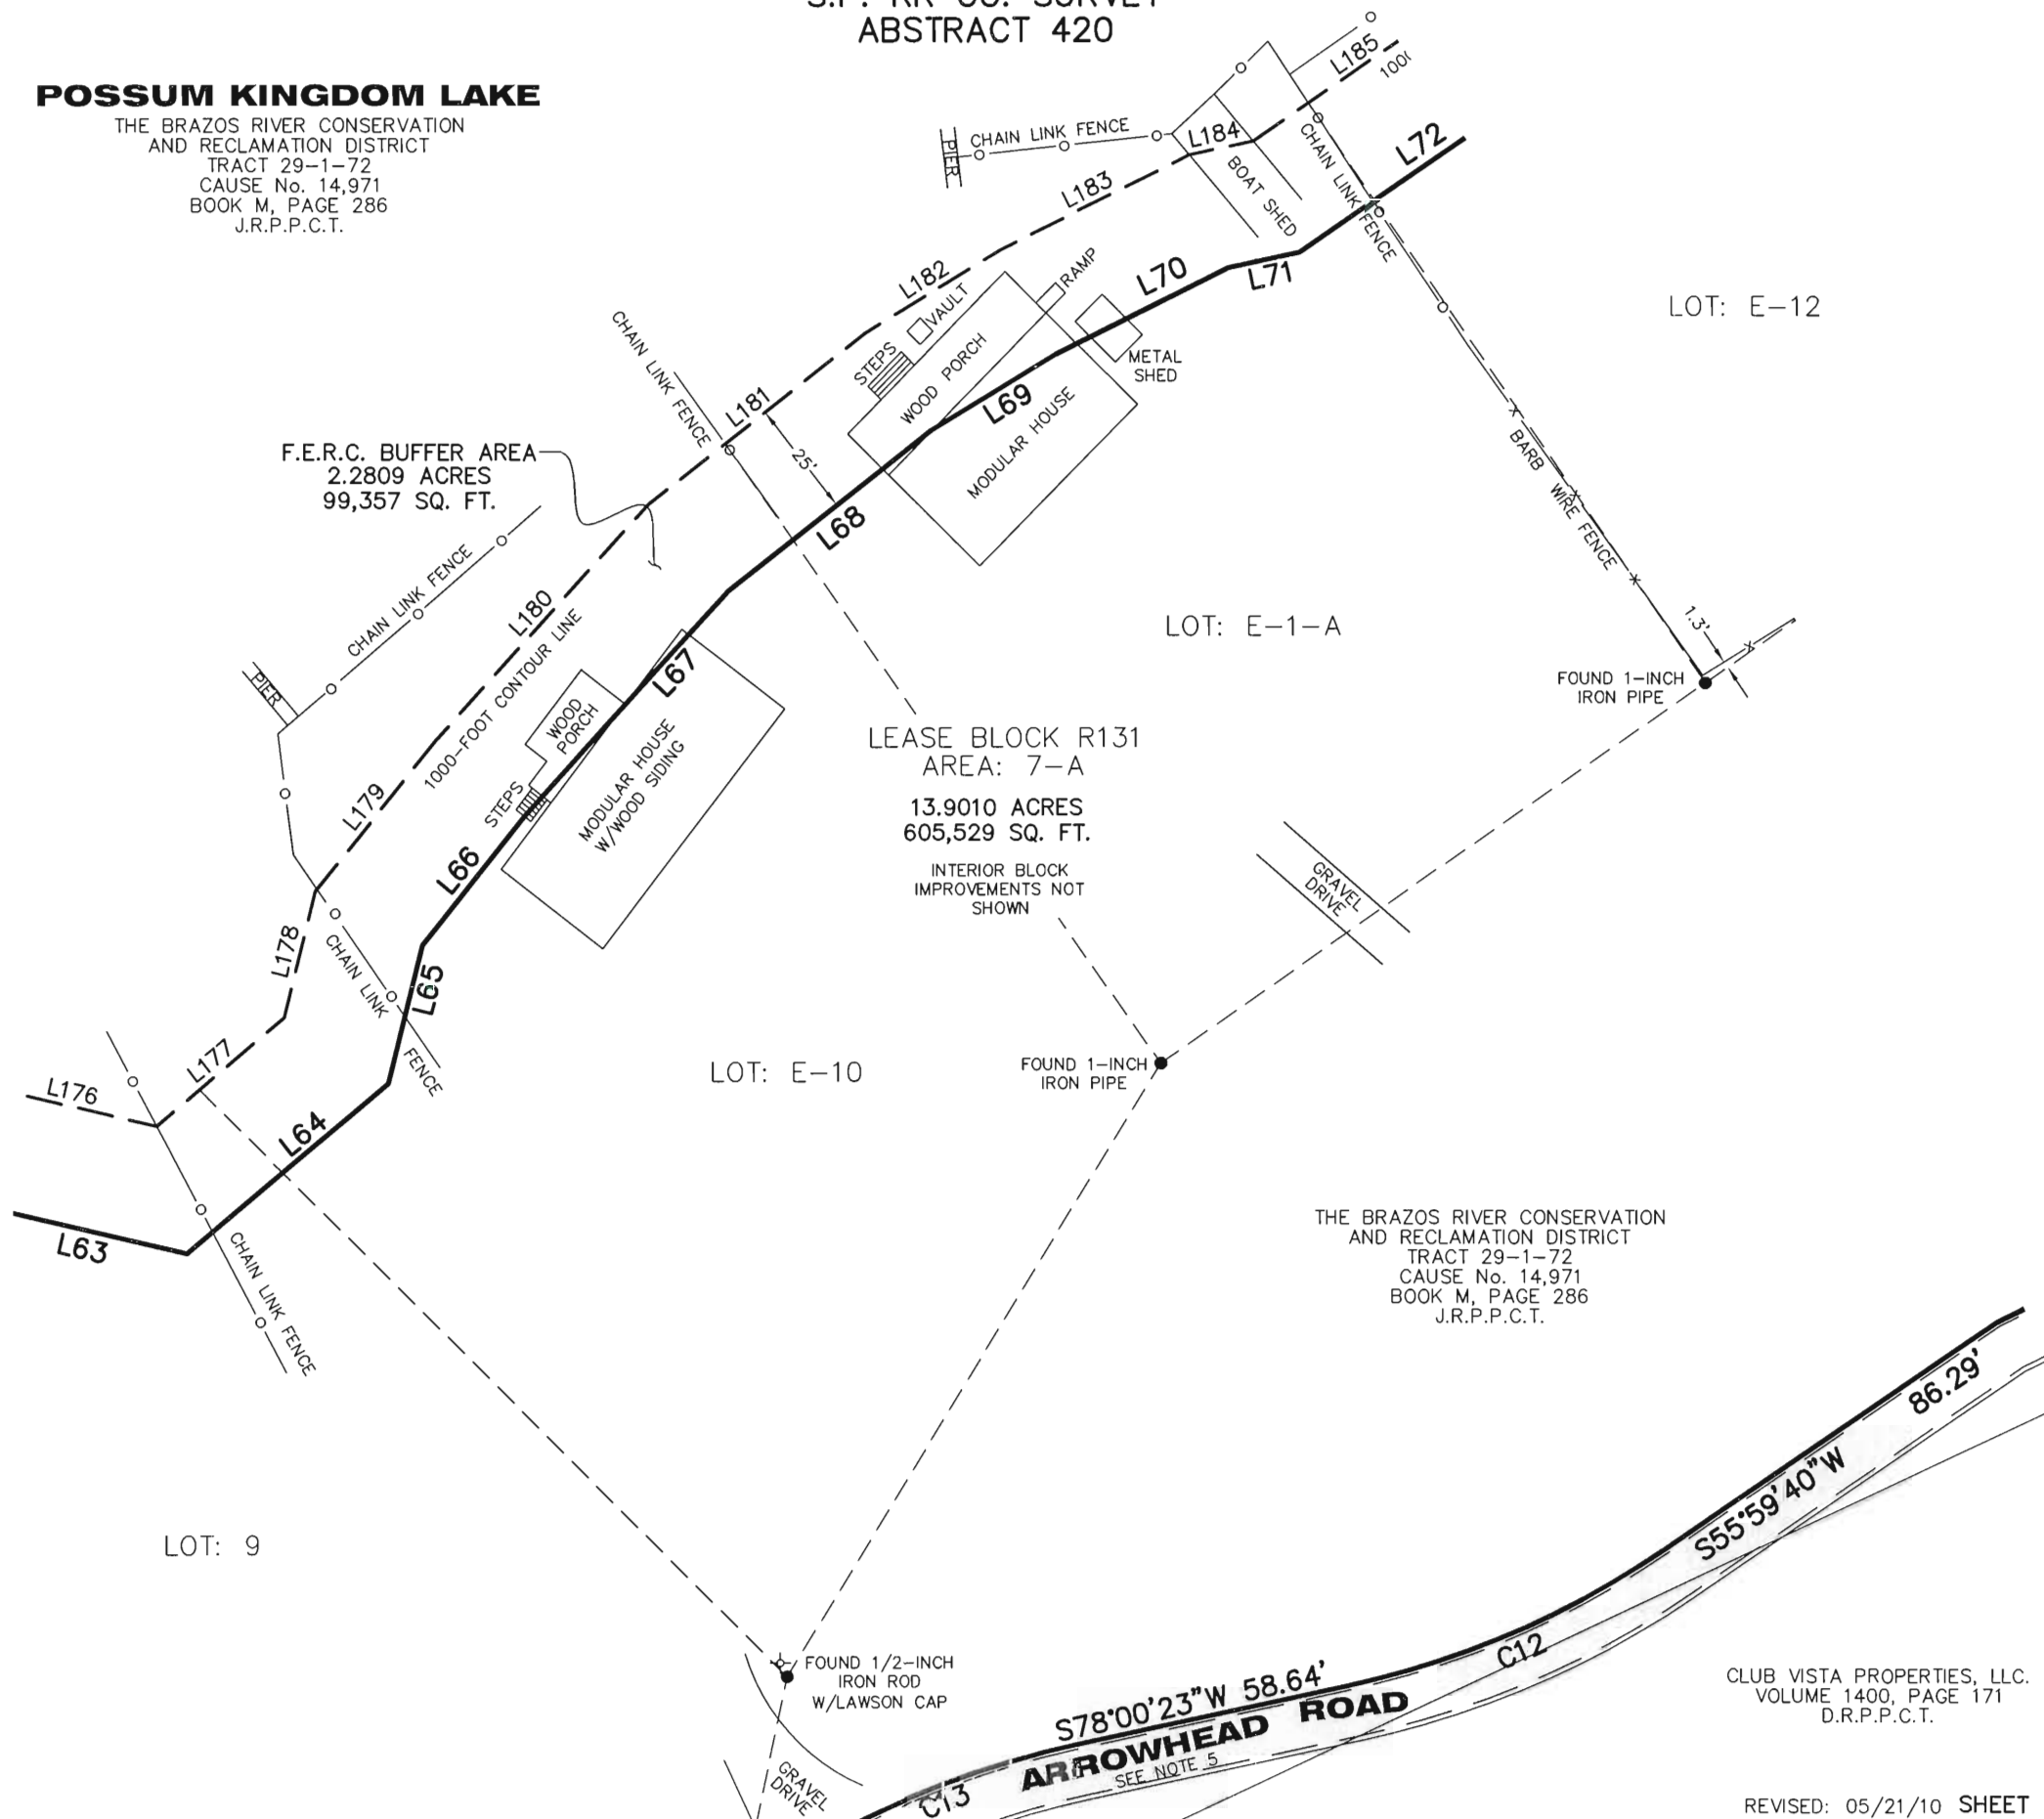 ABSTRACT 420
POSSUM KINGDOM LAKE
THE BRAZOS RIVER CONSERVATION
AND RECLAMATION DISTRICT
TRACT 29-1-72
CAUSE No. 14,971
BOOK M, PAGE 286
J.R.P.P.C.T.
L185
100
PIER
CHAIN LINK FENCE
L184
L183
BOAT SHED
CHAIN LINK FENCE
L72
L182
VAULT
RAMP
L70
L71
LOT: E-12
CHAIN LINK FENCE
STEPS
WOOD PORCH
METAL
SHED
L181
L69
MODULAR HOUSE
25'
F.E.R.C. BUFFER AREA
2.2809 ACRES
99,357 SQ. FT.
L68
BARB WIRE FENCE
CHAIN LINK FENCE
L180
1000-FOOT CONTOUR LINE
LOT: E-1-A
1.3'
FOUND 1-INCH
IRON PIPE
PIER
L67
WOOD
PORCH
MODULAR HOUSE
W/WOOD SIDING
STEPS
L179
LEASE BLOCK R131
AREA: 7-A
13.9010 ACRES
605,529 SQ. FT.
INTERIOR BLOCK
IMPROVEMENTS NOT
SHOWN
GRAVEL
DRIVE
L66
L178
CHAIN LINK FENCE
L65
L177
L176
LOT: E-10
FOUND 1-INCH
IRON PIPE
L64
L63
CHAIN LINK FENCE
THE BRAZOS RIVER CONSERVATION
AND RECLAMATION DISTRICT
TRACT 29-1-72
CAUSE No. 14,971
BOOK M, PAGE 286
J.R.P.P.C.T.
86.29'
S55°59'40"W
LOT: 9
FOUND 1/2-INCH
IRON ROD
W/LAWSON CAP
C12
S78°00'23"W 58.64'
ARROWHEAD ROAD
SEE NOTE 5
C13
GRAVEL
DRIVE
CLUB VISTA PROPERTIES, LLC.
VOLUME 1400, PAGE 171
D.R.P.P.C.T.
REVISED: 05/21/10 SHEET